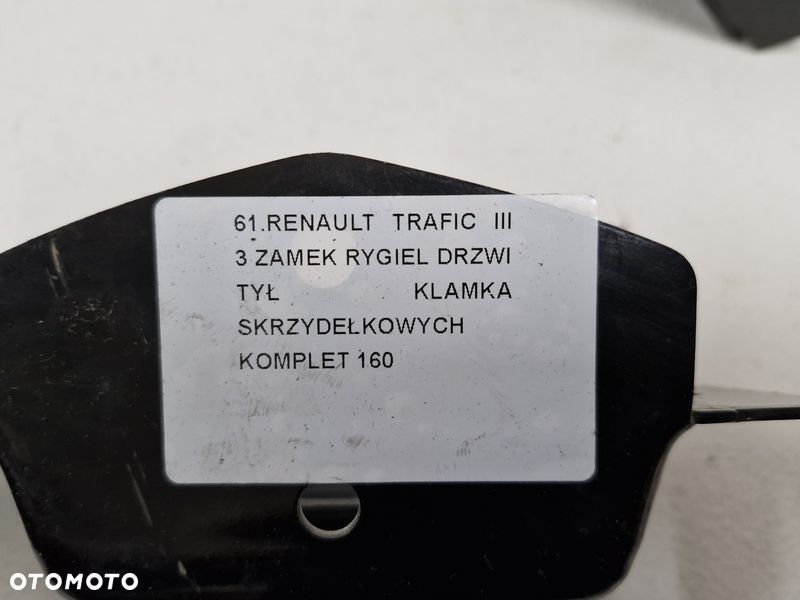 61.RENAULT TRAFIC III
3 ZAMEK RYGIEL DRZWI
TYŁ KLAMKA
SKRZYDEŁKOWYCH
KOMPLET 160
OTOMOTO